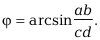 φ = arcsin ab/cd.